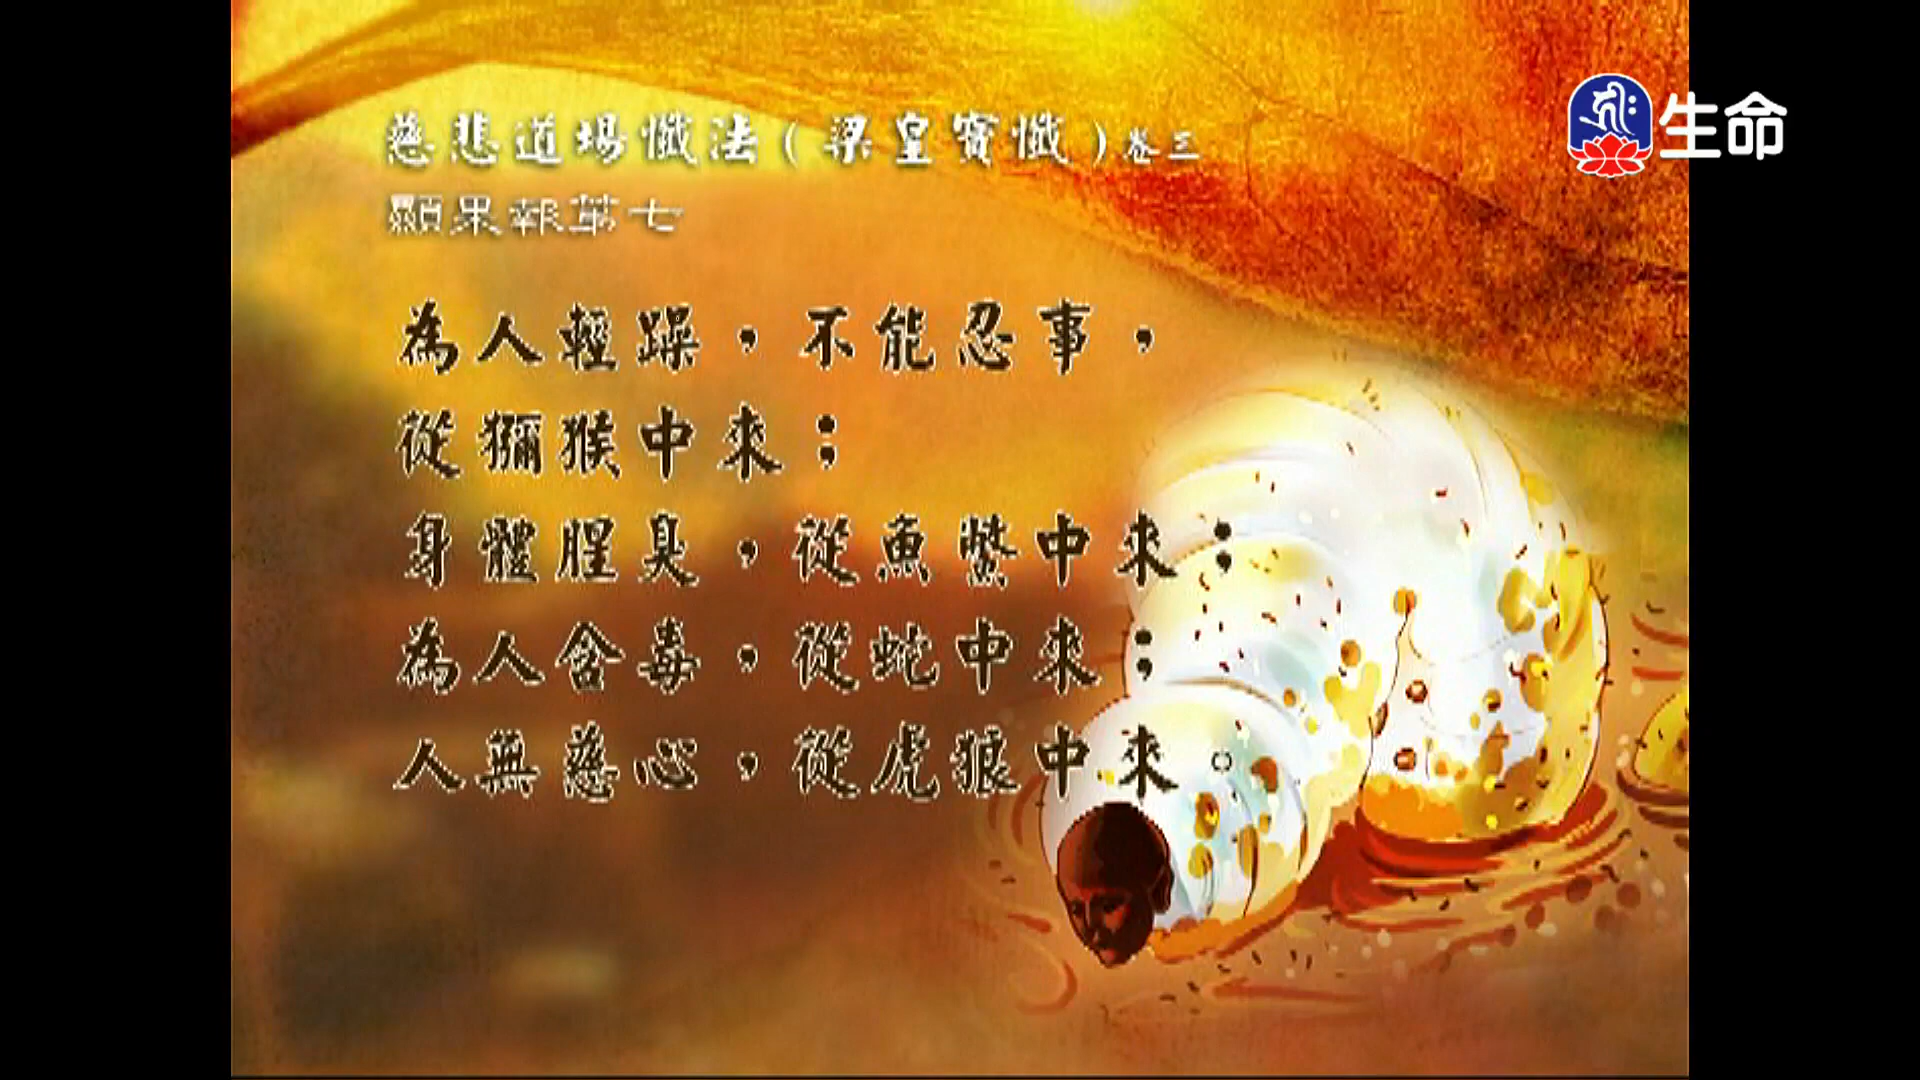 慈悲道場懺法(梁皇寶懺)卷三
顯果報第七
生命
為人輕躁，不能忍事，
從獼猴中來；
身體腥臭，從魚鱉中來；
為人含毒，從蛇中來；
人無慈心，從虎狼中來。